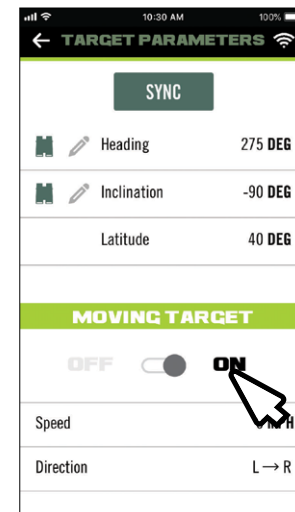 10:30 AM 100%
TARGET PARAMETERS
SYNC
Heading 275 DEG
Inclination -90 DEG
Latitude 40 DEG
MOVING TARGET
OFF ON
Speed
Direction L→R